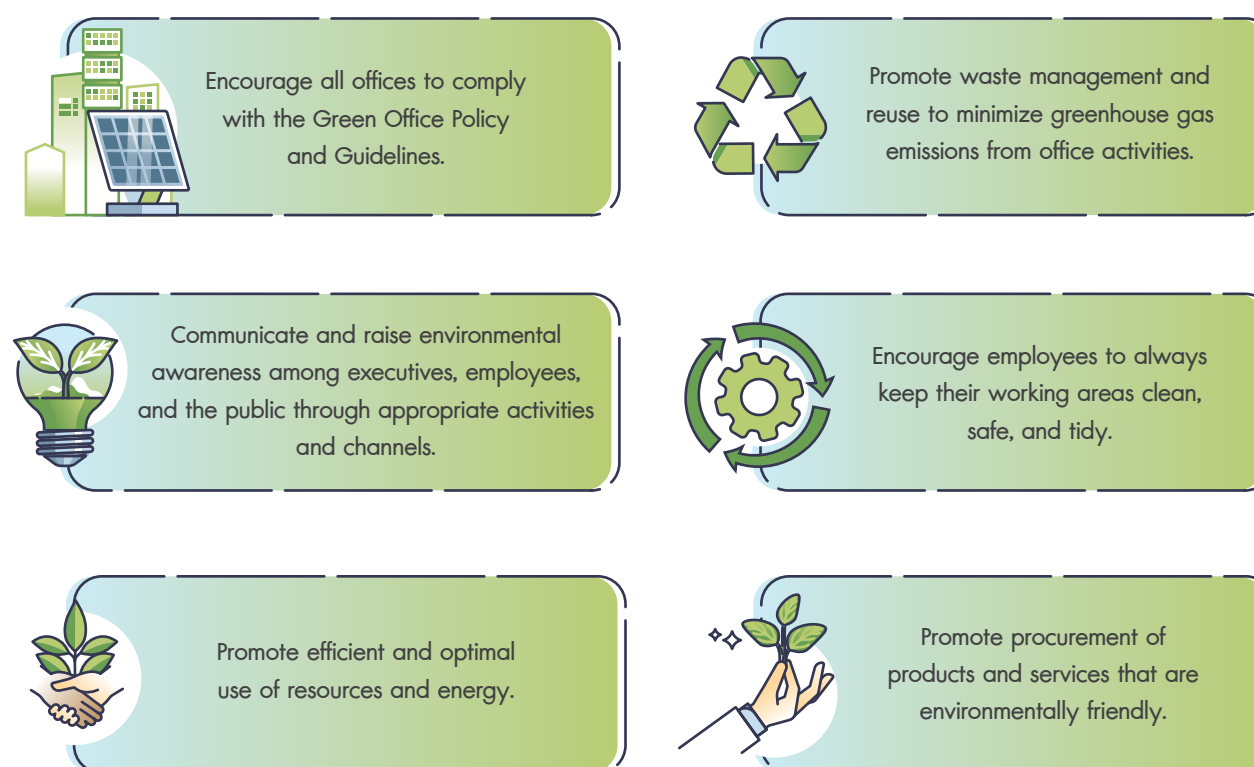 Encourage all offices to comply
with the Green Office Policy
and Guidelines.
Promote waste management and
reuse to minimize greenhouse gas
emissions from office activities.
Communicate and raise environmental
awareness among executives, employees,
and the public through appropriate activities
and channels.
Encourage employees to always
keep their working areas clean,
safe, and tidy.
Promote efficient and optimal
use of resources and energy.
Promote procurement of
products and services that are
environmentally friendly.